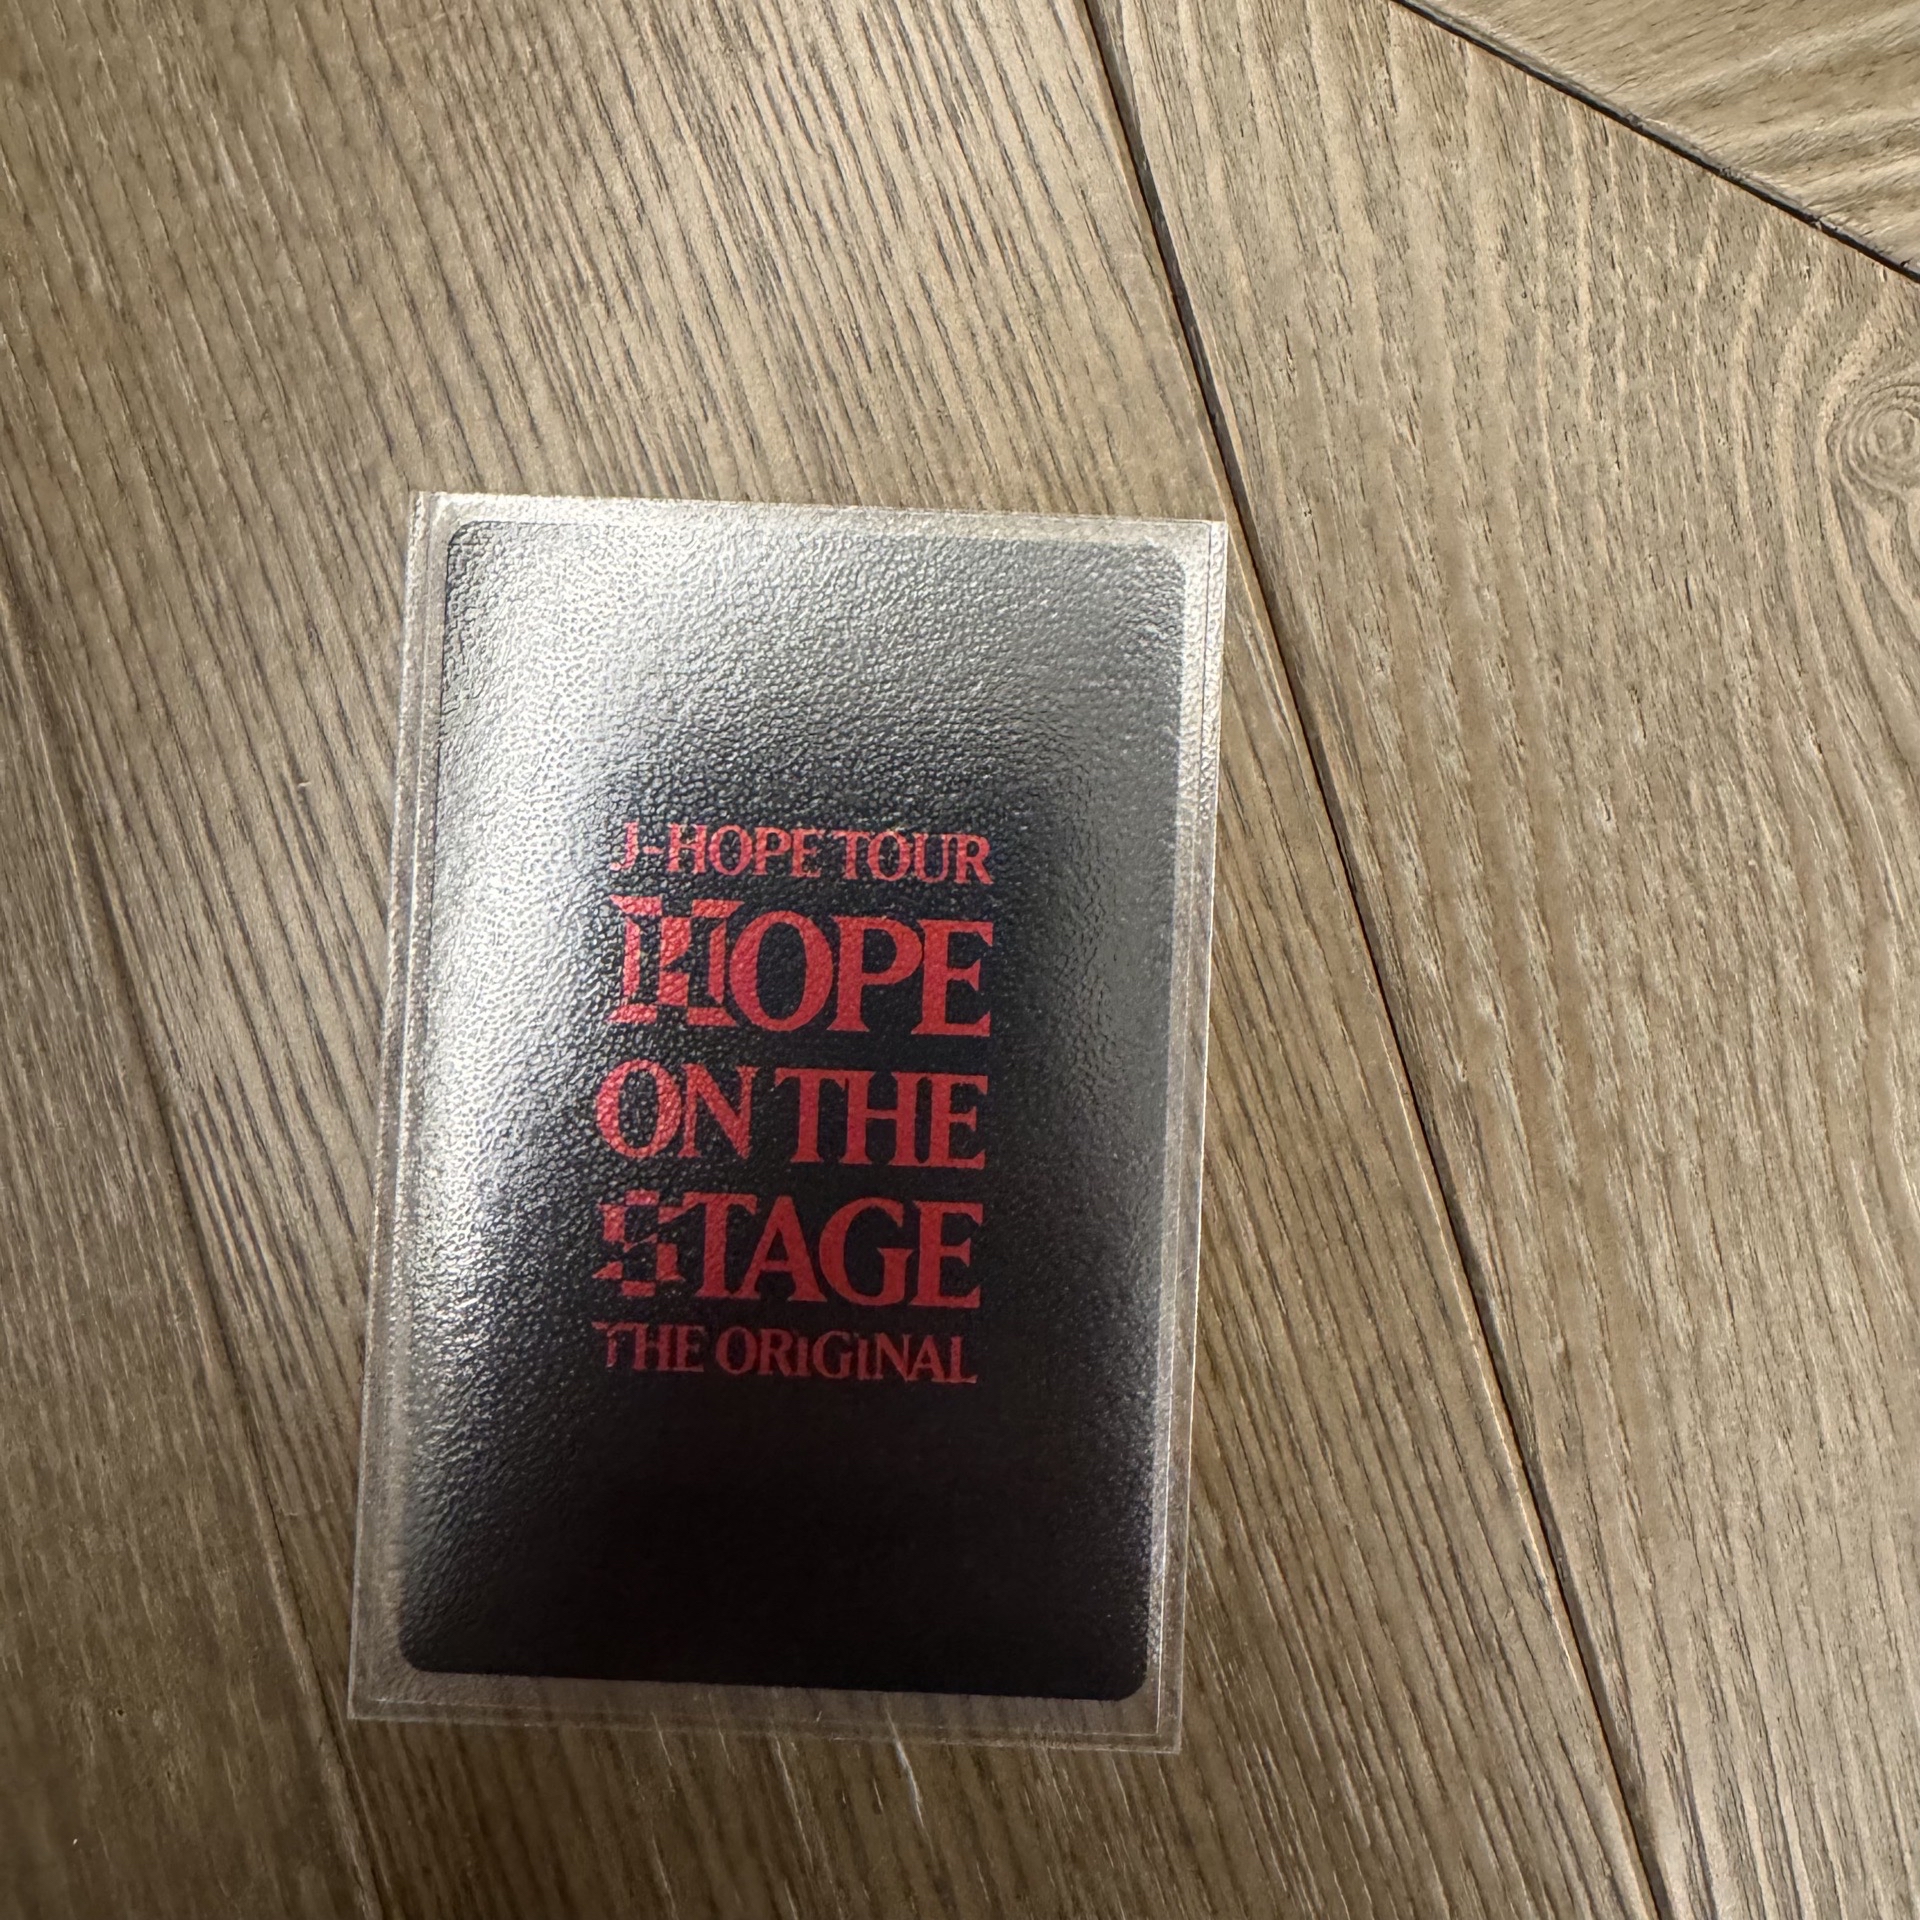 J-HOPE TOUR
HOPE
ON THE
STAGE
THE ORiGiNAL